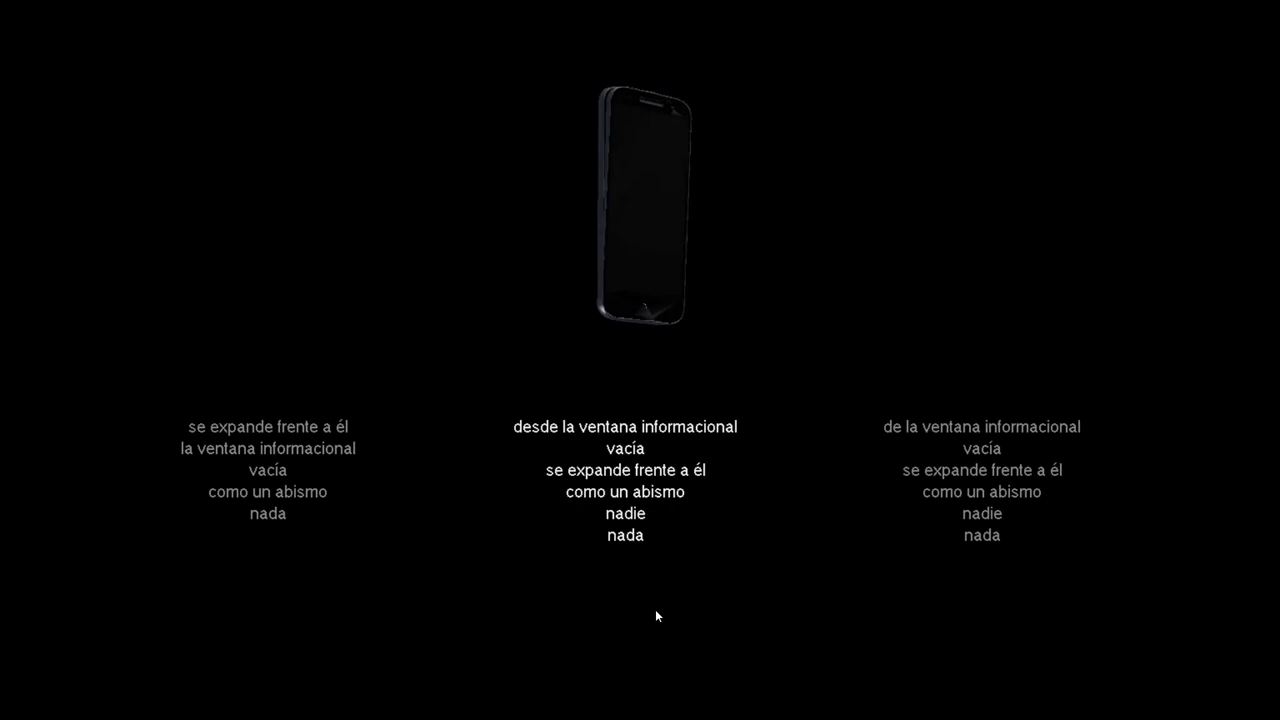 se expande frente a él
la ventana informacional
vacía
como un abismo
nada
desde la ventana informacional
vacía
se expande frente a él
como un abismo
nadie
nada
de la ventana informacional
vacía
se expande frente a él
como un abismo
nadie
nada